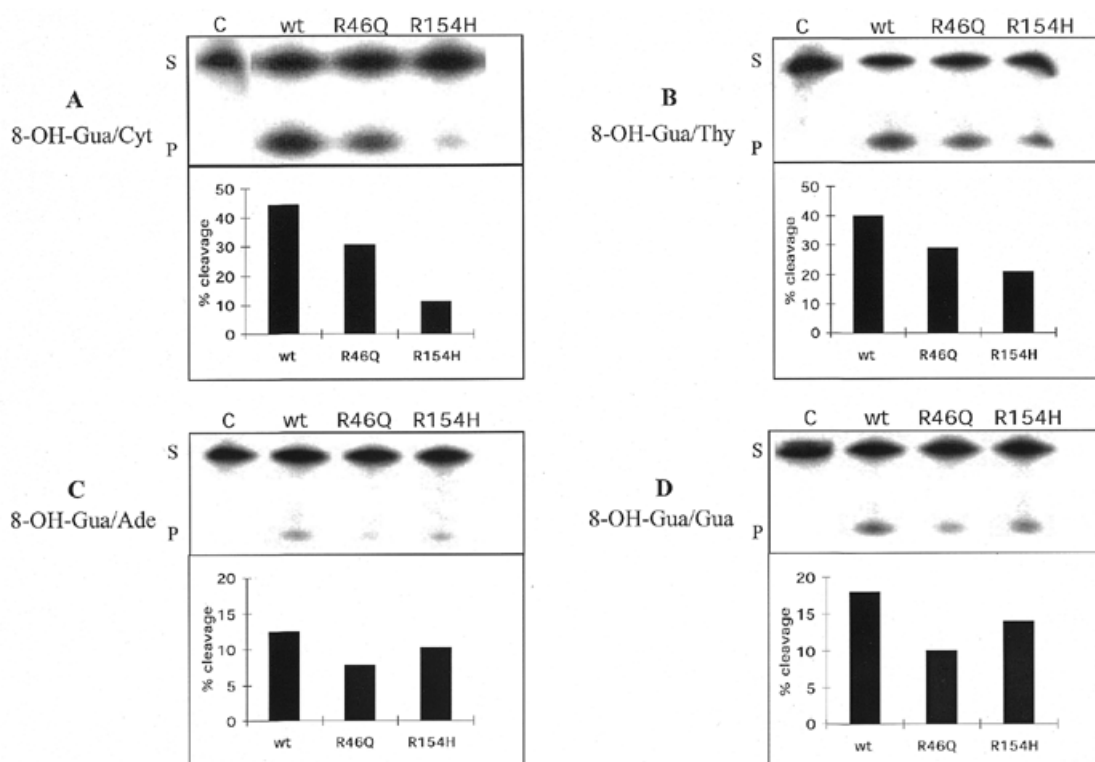 C wt R46Q R154H
S
A
8-OH-Gua/Cyt
P
50
40
30
20
10
0
% cleavage
wt R46Q R154H
C wt R46Q R154H
S
B
8-OH-Gua/Thy
P
50
40
30
20
10
0
% cleavage
wt R46Q R154H
C wt R46Q R154H
S
C
8-OH-Gua/Ade
P
20
15
10
5
0
% cleavage
wt R46Q R154H
C wt R46Q R154H
S
D
8-OH-Gua/Gua
P
20
15
10
5
0
% cleavage
wt R46Q R154H